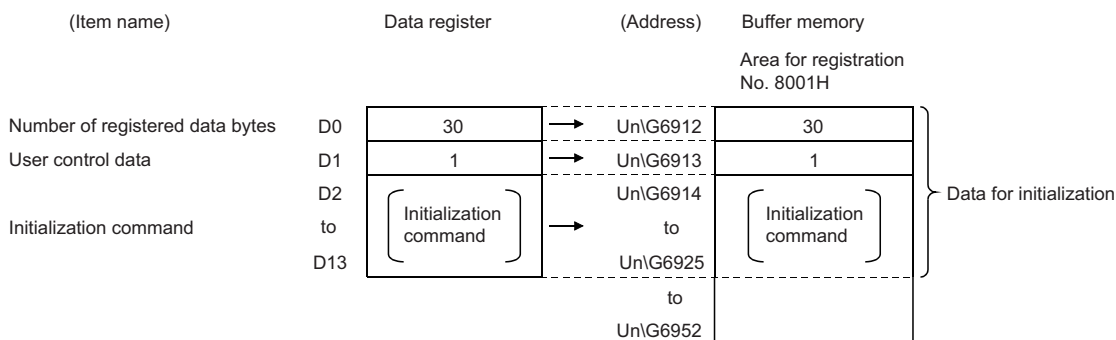 (Item name) Data register (Address) Buffer memory
Area for registration
No. 8001H
Number of registered data bytes D0 30 Un\G6912 30
User control data D1 1 Un\G6913 1
D2 Un\G6914
Initialization command to Initialization command to Initialization command Data for initialization
D13 Un\G6925
to
Un\G6952